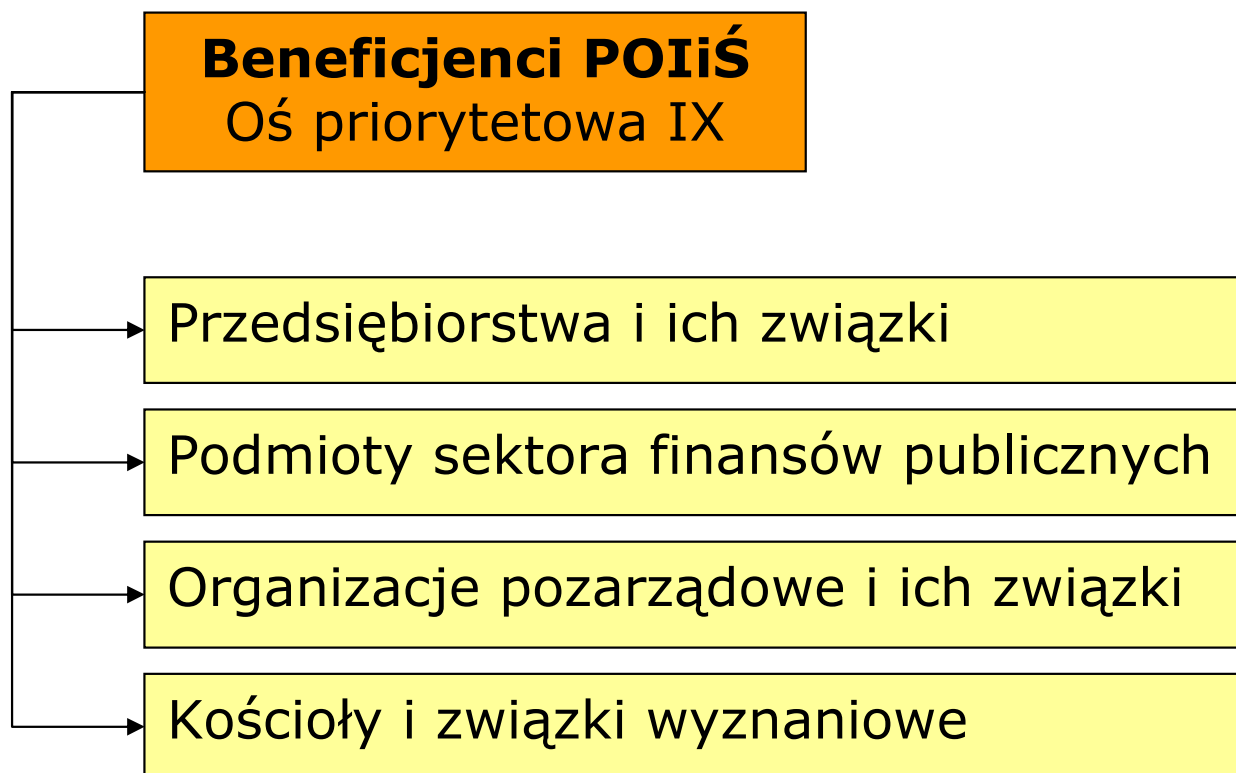 Beneficjenci POIiŚ
Oś priorytetowa IX
Przedsiębiorstwa i ich związki
Podmioty sektora finansów publicznych
Organizacje pozarządowe i ich związki
Kościoły i związki wyznaniowe